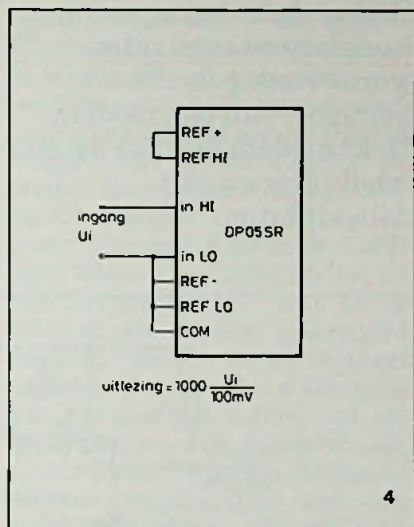 REF +
REF HI
in HI
ingang
Ui
DP05SR
in LO
REF -
REF LO
COM
uitlezing = 1000 Ui / 100mV
4